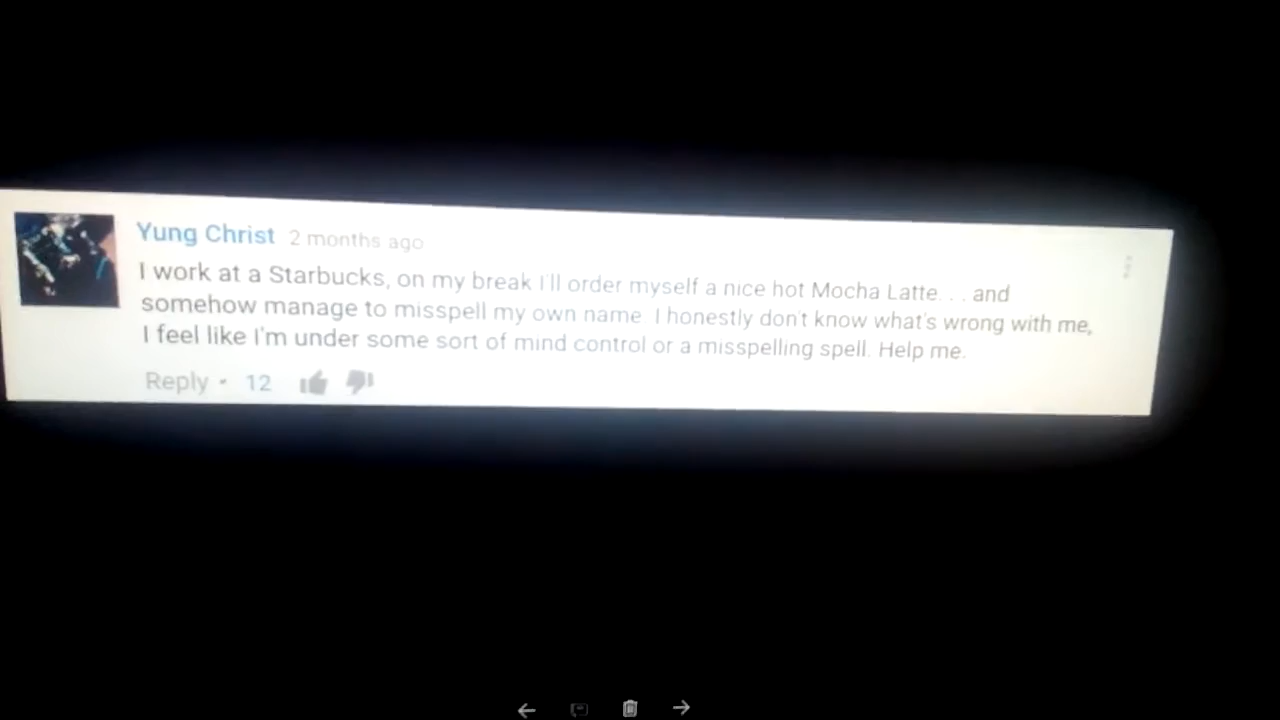 Yung Christ 2 months ago
I work at a Starbucks, on my break I'll order myself a nice hot Mocha Latte. . . and
somehow manage to misspell my own name. I honestly don't know what's wrong with me,
I feel like I'm under some sort of mind control or a misspelling spell. Help me.
Reply • 12